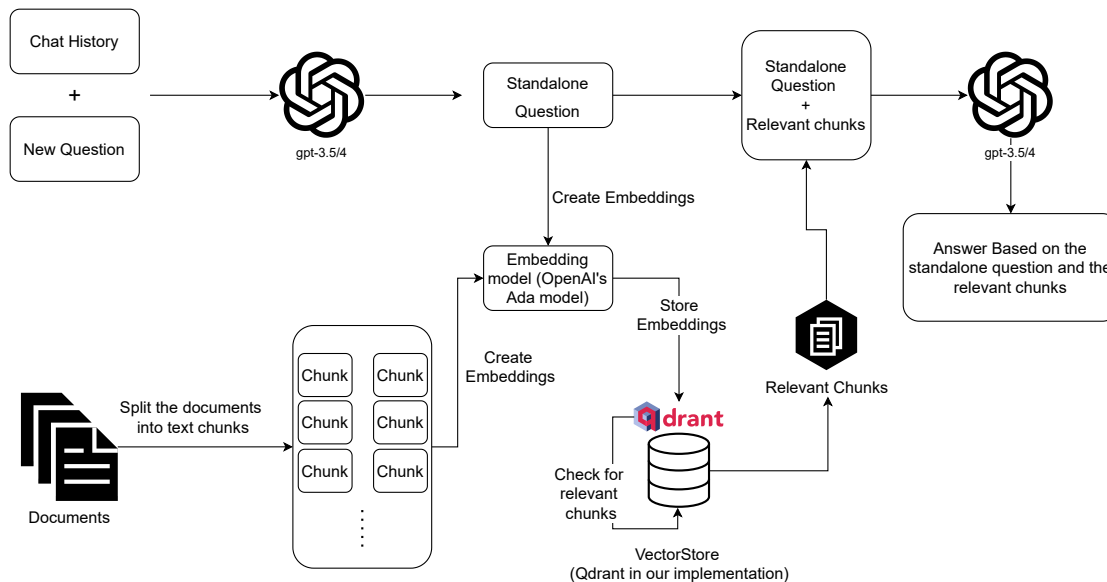 Chat History
+
New Question
gpt-3.5/4
Standalone
Question
Standalone
Question
+
Relevant chunks
gpt-3.5/4
Create Embeddings
Answer Based on the
standalone question and the
relevant chunks
Embedding
model (OpenAI's
Ada model)
Store
Embeddings
Create
Embeddings
Split the documents
into text chunks
Chunk
Chunk
Chunk
Chunk
Chunk
Chunk
Documents
qdrant
Check for
relevant
chunks
Relevant Chunks
VectorStore
(Qdrant in our implementation)